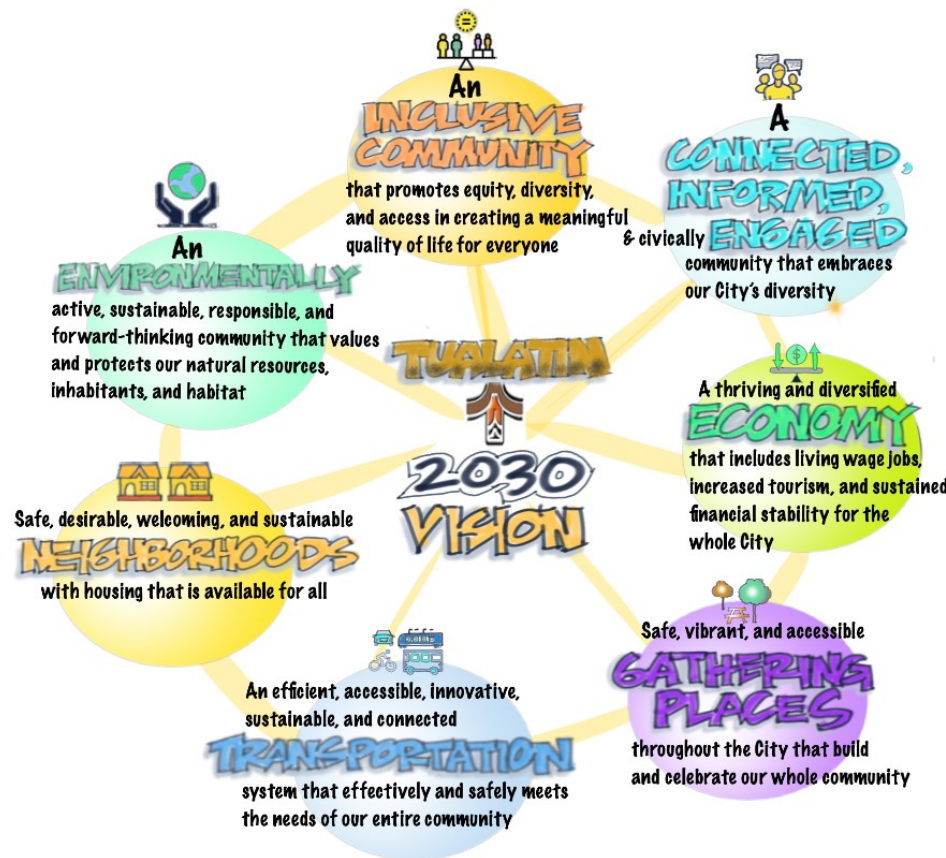 An
INCLUSIVE
COMMUNITY
that promotes equity, diversity,
and access in creating a meaningful
quality of life for everyone
A
CONNECTED,
INFORMED,
& civically ENGAGED
community that embraces
our City's diversity
An
ENVIRONMENTALLY
active, sustainable, responsible, and
forward-thinking community that values
and protects our natural resources,
inhabitants, and habitat
TUALATIN
2030
VISION
A thriving and diversified
ECONOMY
that includes living wage jobs,
increased tourism, and sustained
financial stability for the
whole City
Safe, desirable, welcoming, and sustainable
NEIGHBORHOODS
with housing that is available for all
Safe, vibrant, and accessible
GATHERING
PLACES
throughout the City that build
and celebrate our whole community
An efficient, accessible, innovative,
sustainable, and connected
TRANSPORTATION
system that effectively and safely meets
the needs of our entire community